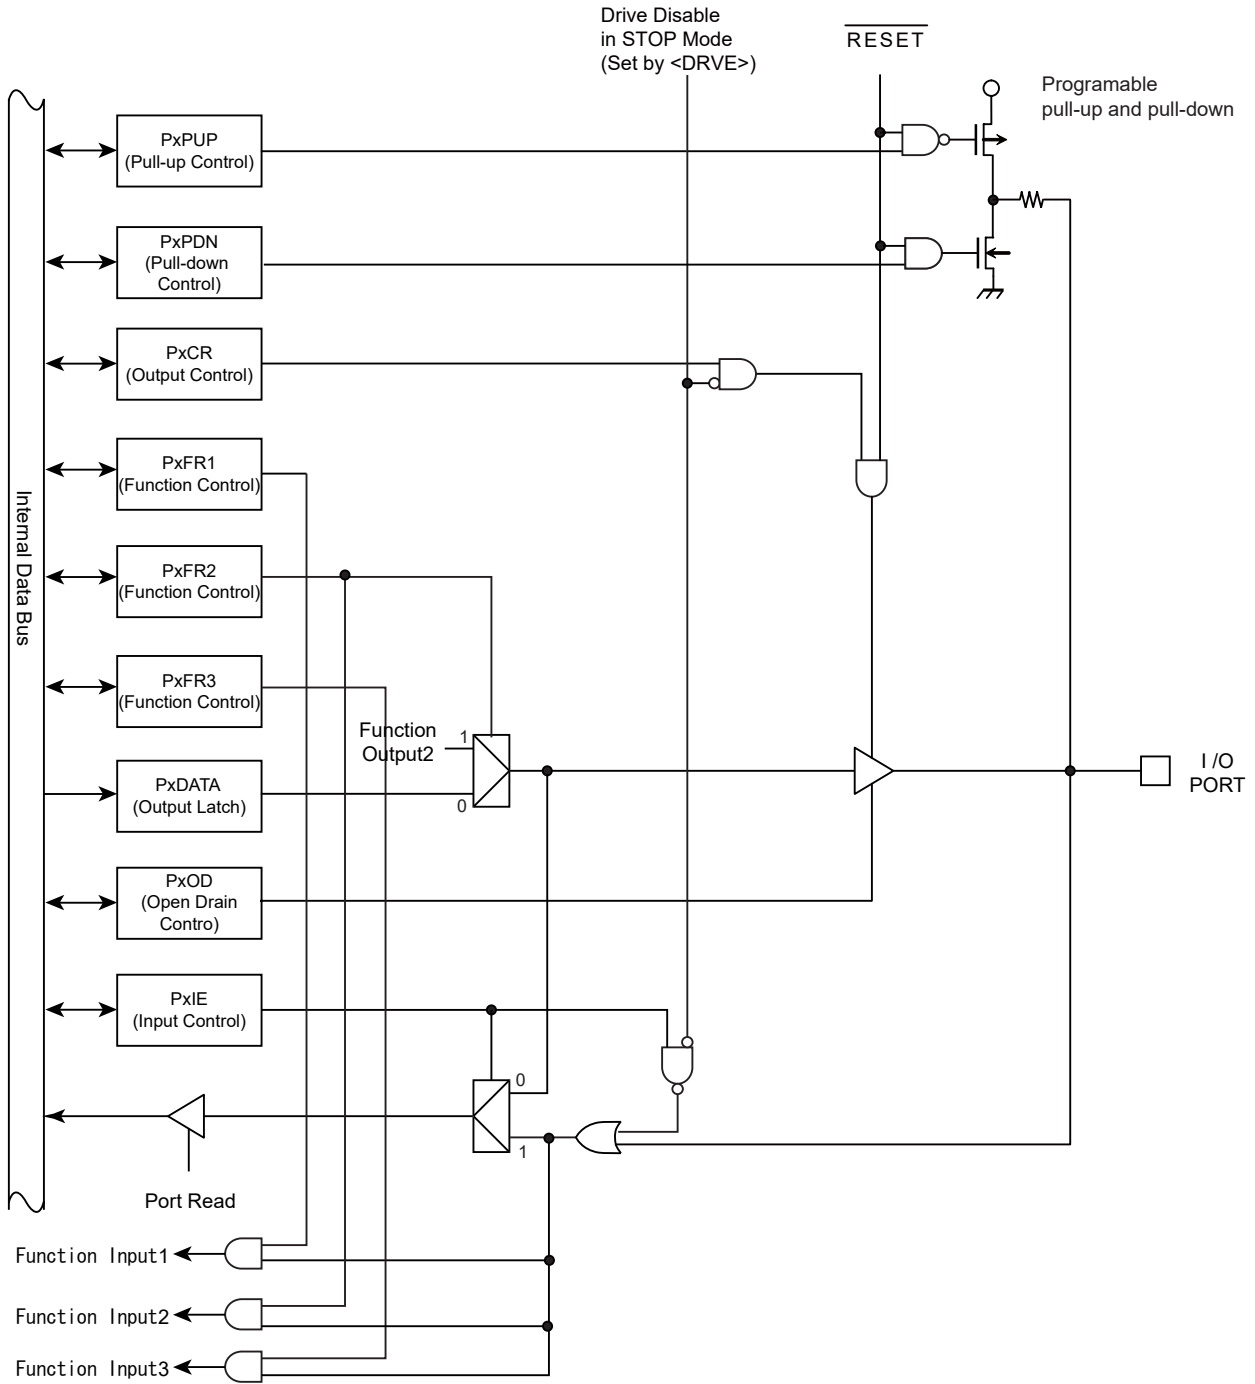 Drive Disable
in STOP Mode
(Set by <DRVE>)
RESET
Programable
pull-up and pull-down
PxPUP
(Pull-up Control)
PxPDN
(Pull-down
Control)
PxCR
(Output Control)
PxFR1
(Function Control)
Internal Data Bus
PxFR2
(Function Control)
PxFR3
(Function Control)
Function
Output2
1
0
PxDATA
(Output Latch)
I /O
PORT
PxOD
(Open Drain
Contro)
PxIE
(Input Control)
0
1
Port Read
Function Input1
Function Input2
Function Input3